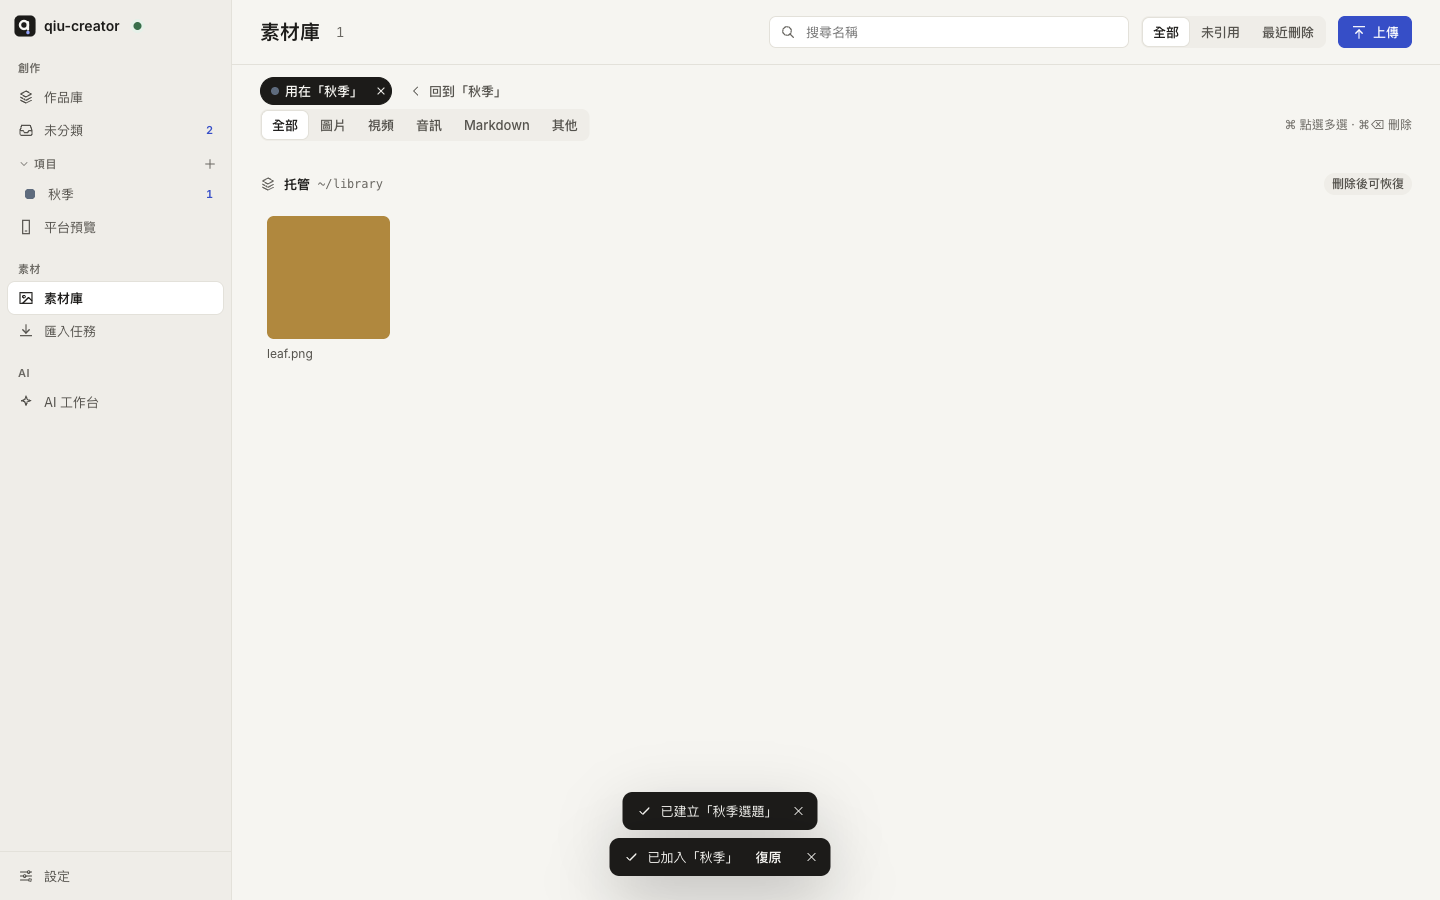 qiu-creator
創作
作品庫
未分類 2
項目
秋季 1
平台預覽
素材
素材庫
匯入任務
AI
AI 工作台
設定
素材庫 1
搜尋名稱
全部 未引用 最近刪除
上傳
用在「秋季」
回到「秋季」
全部 圖片 視頻 音訊 Markdown 其他
⌘ 點選多選 · ⌘⌫ 刪除
托管 ~/library
刪除後可恢復
leaf.png
已建立「秋季選題」
已加入「秋季」 復原